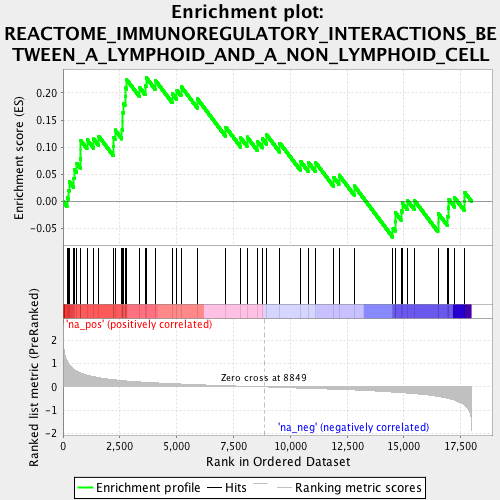 Enrichment plot:
REACTOME_IMMUNOREGULATORY_INTERACTIONS_BE
TWEEN_A_LYMPHOID_AND_A_NON_LYMPHOID_CELL
Enrichment score (ES)
0.20
0.15
0.10
0.05
0.00
-0.05
'na_pos' (positively correlated)
Ranked list metric (PreRanked)
2
1
0
-1
-2
Zero cross at 8849
'na_neg' (negatively correlated)
0
2,500
5,000
7,500
10,000
12,500
15,000
17,500
Rank in Ordered Dataset
Enrichment profile
Hits
Ranking metric scores